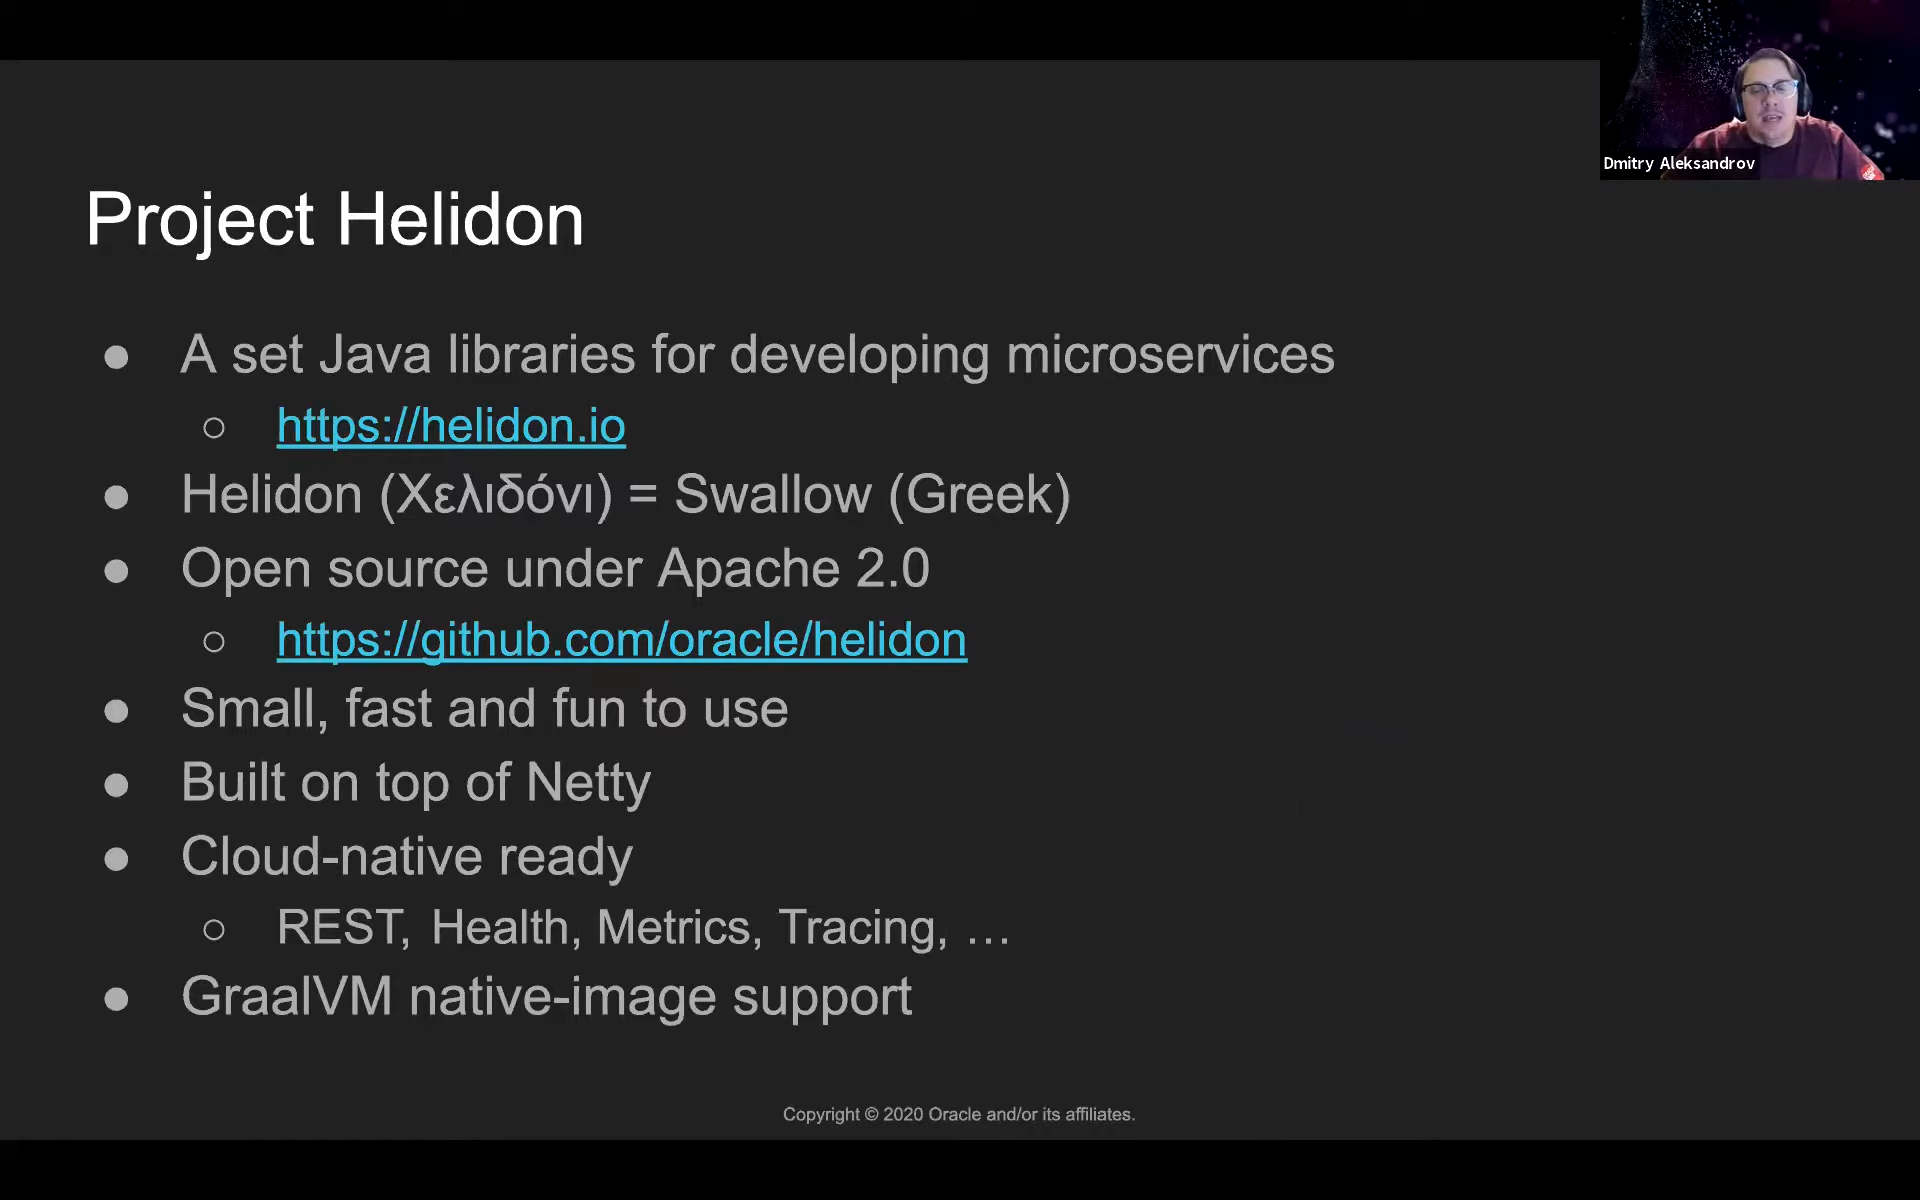 Dmitry Aleksandrov
Project Helidon
● A set Java libraries for developing microservices
○ https://helidon.io
● Helidon (Χελιδόνι) = Swallow (Greek)
● Open source under Apache 2.0
○ https://github.com/oracle/helidon
● Small, fast and fun to use
● Built on top of Netty
● Cloud-native ready
○ REST, Health, Metrics, Tracing, …
● GraalVM native-image support
Copyright © 2020 Oracle and/or its affiliates.